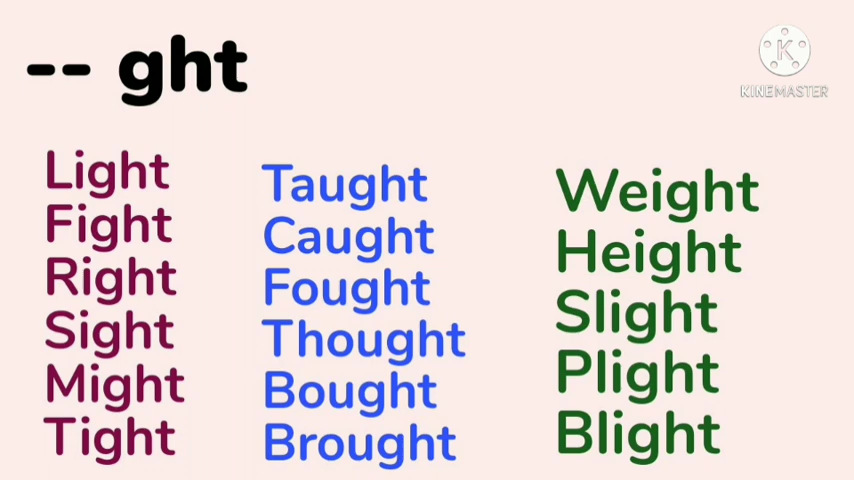 -- ght
KINEMASTER
Light
Fight
Right
Sight
Might
Tight
Taught
Caught
Fought
Thought
Bought
Brought
Weight
Height
Slight
Plight
Blight